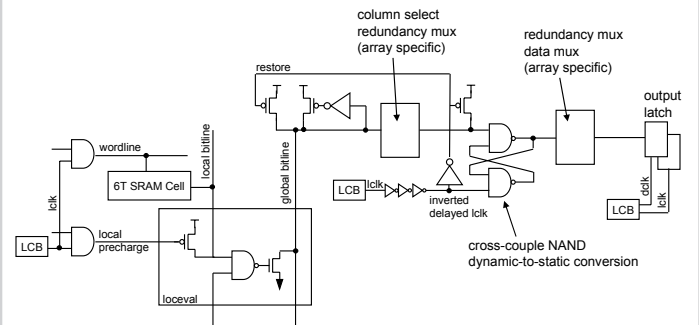 column select
redundancy mux
(array specific)
redundancy mux
data mux
(array specific)
restore
output
latch
wordline
local bitline
global bitline
6T SRAM Cell
lclk
LCB
lclk
inverted
delayed lclk
dclk
lclk
LCB
LCB
local
precharge
cross-couple NAND
dynamic-to-static conversion
loceval